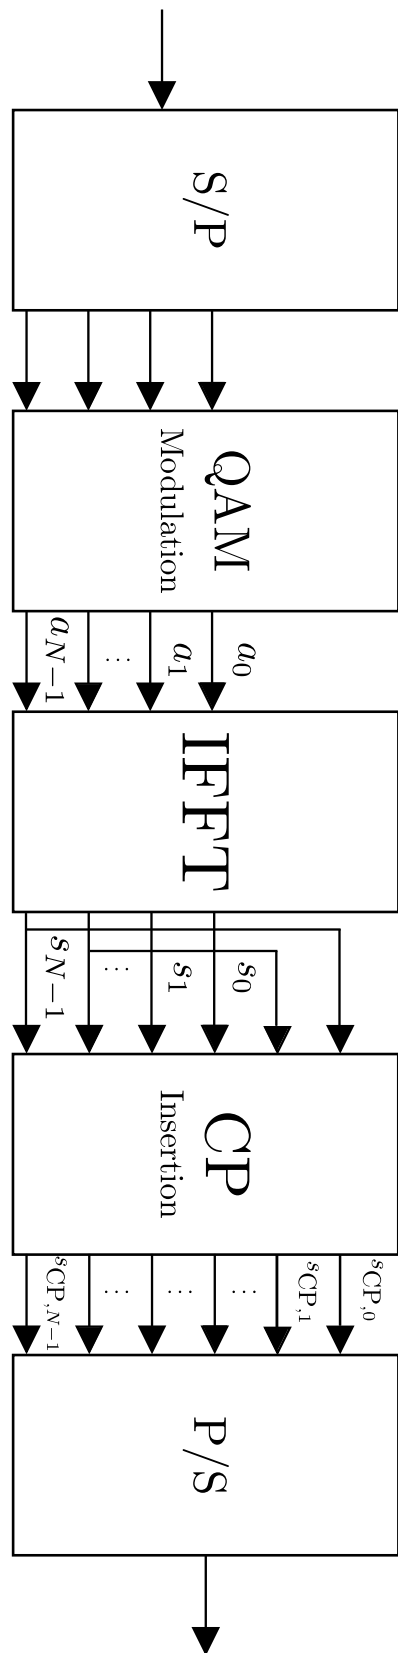 S/P
QAM
Modulation
a_0
a_1
⋮
a_{N−1}
IFFT
s_0
s_1
⋮
s_{N−1}
CP
Insertion
s_{CP,0}
s_{CP,1}
⋮
⋮
⋮
s_{CP,N−1}
P/S